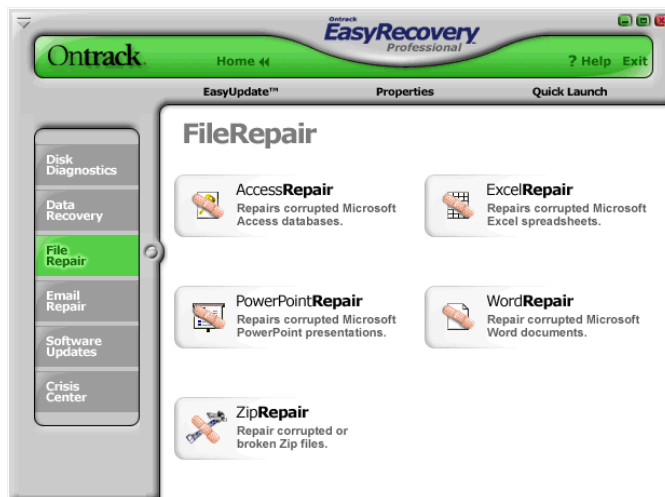 Ontrack
EasyRecovery
Professional
Ontrack.
Home
? Help Exit
EasyUpdate™ Properties Quick Launch
Disk
Diagnostics
Data
Recovery
File
Repair
Email
Repair
Software
Updates
Crisis
Center
FileRepair
AccessRepair
Repairs corrupted Microsoft
Access databases.
ExcelRepair
Repairs corrupted Microsoft
Excel spreadsheets.
PowerPointRepair
Repairs corrupted Microsoft
PowerPoint presentations.
WordRepair
Repair corrupted Microsoft
Word documents.
ZipRepair
Repair corrupted or
broken Zip files.